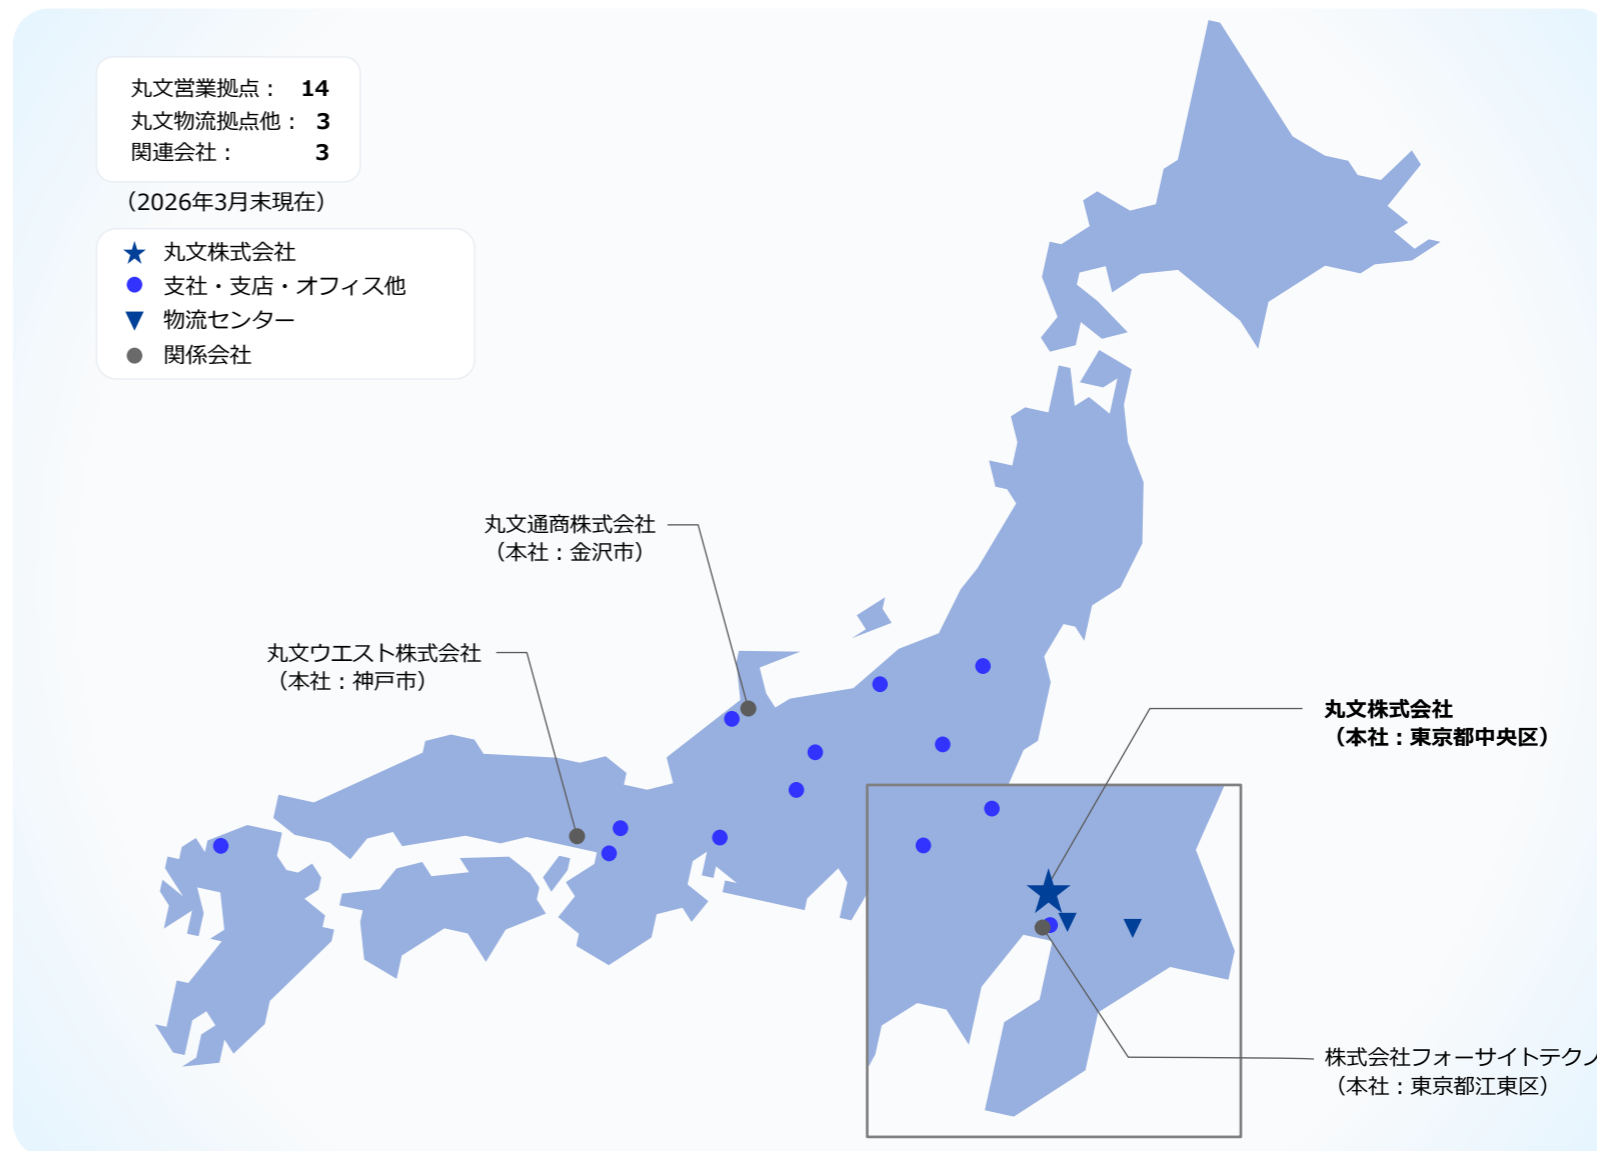 丸文営業拠点： 14
丸文物流拠点他： 3
関連会社： 3
（2026年3月末現在）
丸文株式会社
支社・支店・オフィス他
物流センター
関係会社
丸文通商株式会社
（本社：金沢市）
丸文ウエスト株式会社
（本社：神戸市）
丸文株式会社
（本社：東京都中央区）
株式会社フォーサイトテクノ
（本社：東京都江東区）